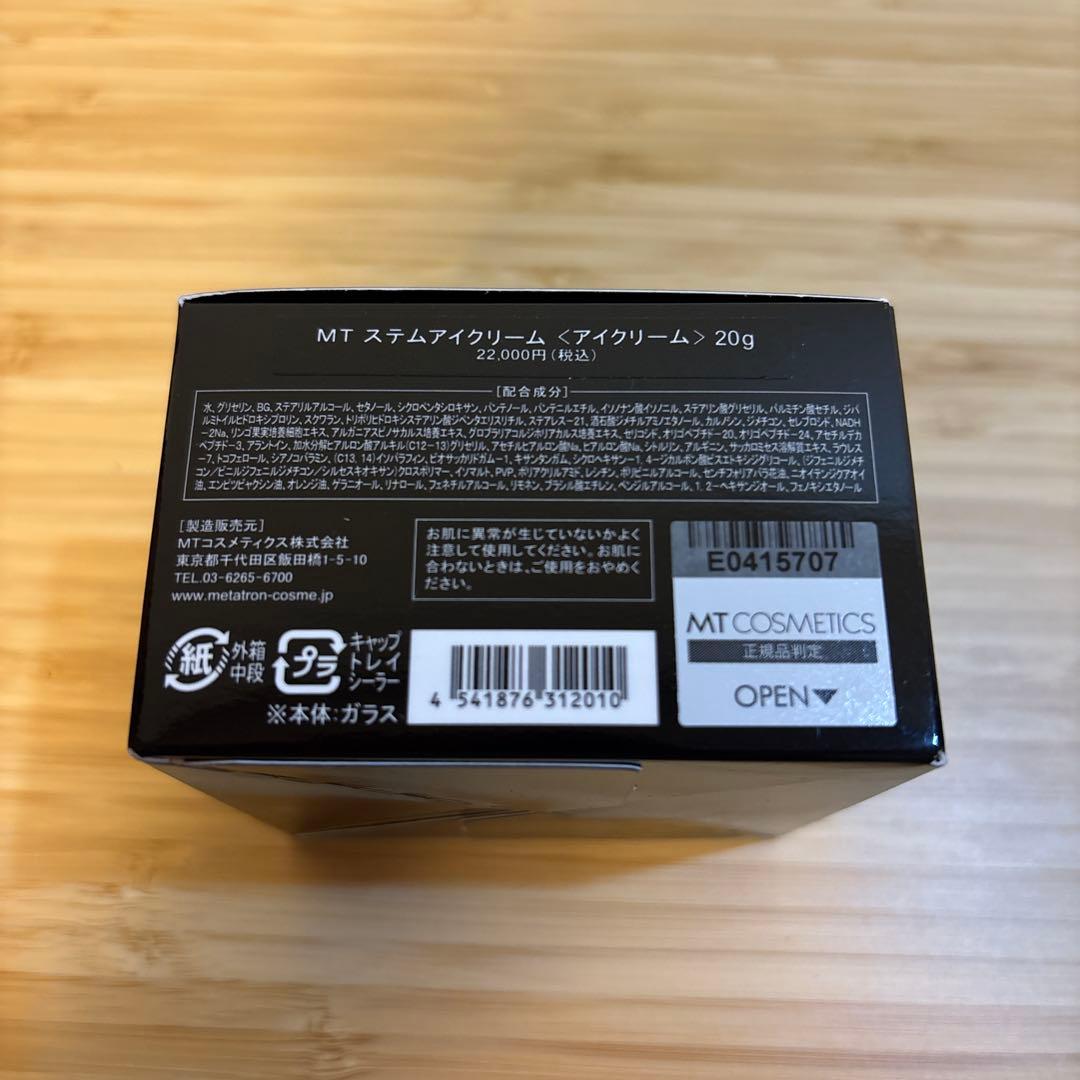 MT ステムアイクリーム〈アイクリーム〉20g
22,000円(税込)
[配合成分]
水、グリセリン、BG、ステアリルアルコール、セタノール、シクロペンタシロキサン、パンテノール、パンテニルエチル、イソノナン酸イソノニル、ステアリン酸グリセリル、パルミチン酸セチル、ジパ
ルミトイルヒドロキシプロリン、スクワラン、トリポリヒドロキシステアリン酸ジペンタエリスリチル、ステアレス-21、酒石酸ジメチルアミノエタノール、カルノシン、ジメチコン、セレブロシド、NADH
-2Na、リンゴ果実培養細胞エキス、アルガニアスピノサカルス培養エキス、グロブラリアコルジホリアカルス培養エキス、セリコシド、オリゴペプチド-20、オリゴペプチド-24、アセチルデカ
ペプチド-3、アラントイン、加水分解ヒアルロン酸アルキル(C12-13)グリセリル、アセチルヒアルロン酸Na、ヒアルロン酸Na、シトルリン、アルギニン、サッカロミセス溶解質エキス、ラウレス
-7、トコフェロール、シアノコバラミン、(C13, 14)イソパラフィン、ビオサッカリドガム-1、キサンタンガム、シクロヘキサン-1, 4-ジカルボン酸ビスエトキシジグリコール、(ジフェニルジメチ
コン/ビニルジフェニルジメチコン/シルセスキオキサン)クロスポリマー、イソマルト、PVP、ポリアクリルアミド、レシチン、ポリビニルアルコール、センチフォリアバラ花油、ニオイテンジクアオイ
油、エンピツビャクシン油、オレンジ油、ゲラニオール、リナロール、フェネチルアルコール、リモネン、ブラシル酸エチレン、ベンジルアルコール、1, 2-ヘキサンジオール、フェノキシエタノール
[製造販売元]
MTコスメティクス株式会社
東京都千代田区飯田橋1-5-10
TEL.03-6265-6700
www.metatron-cosme.jp
お肌に異常が生じていないかよく
注意して使用してください。お肌に
合わないときは、ご使用をおやめく
ださい。
E0415707
MT COSMETICS
正規品判定
OPEN▼
紙 外箱
中段
プラ キャップ
トレイ
シーラー
※本体:ガラス
4 541876 312010